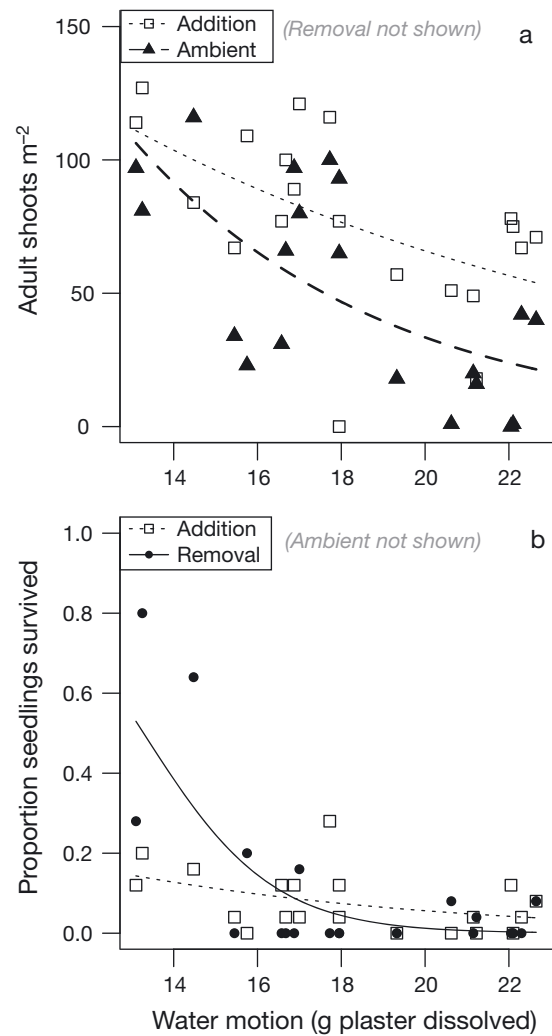 150
Addition
Ambient
(Removal not shown)
a
100
50
0
Adult shoots m–2
14 16 18 20 22
1.0
Addition
Removal
(Ambient not shown)
b
0.8
0.6
0.4
0.2
0.0
Proportion seedlings survived
14 16 18 20 22
Water motion (g plaster dissolved)